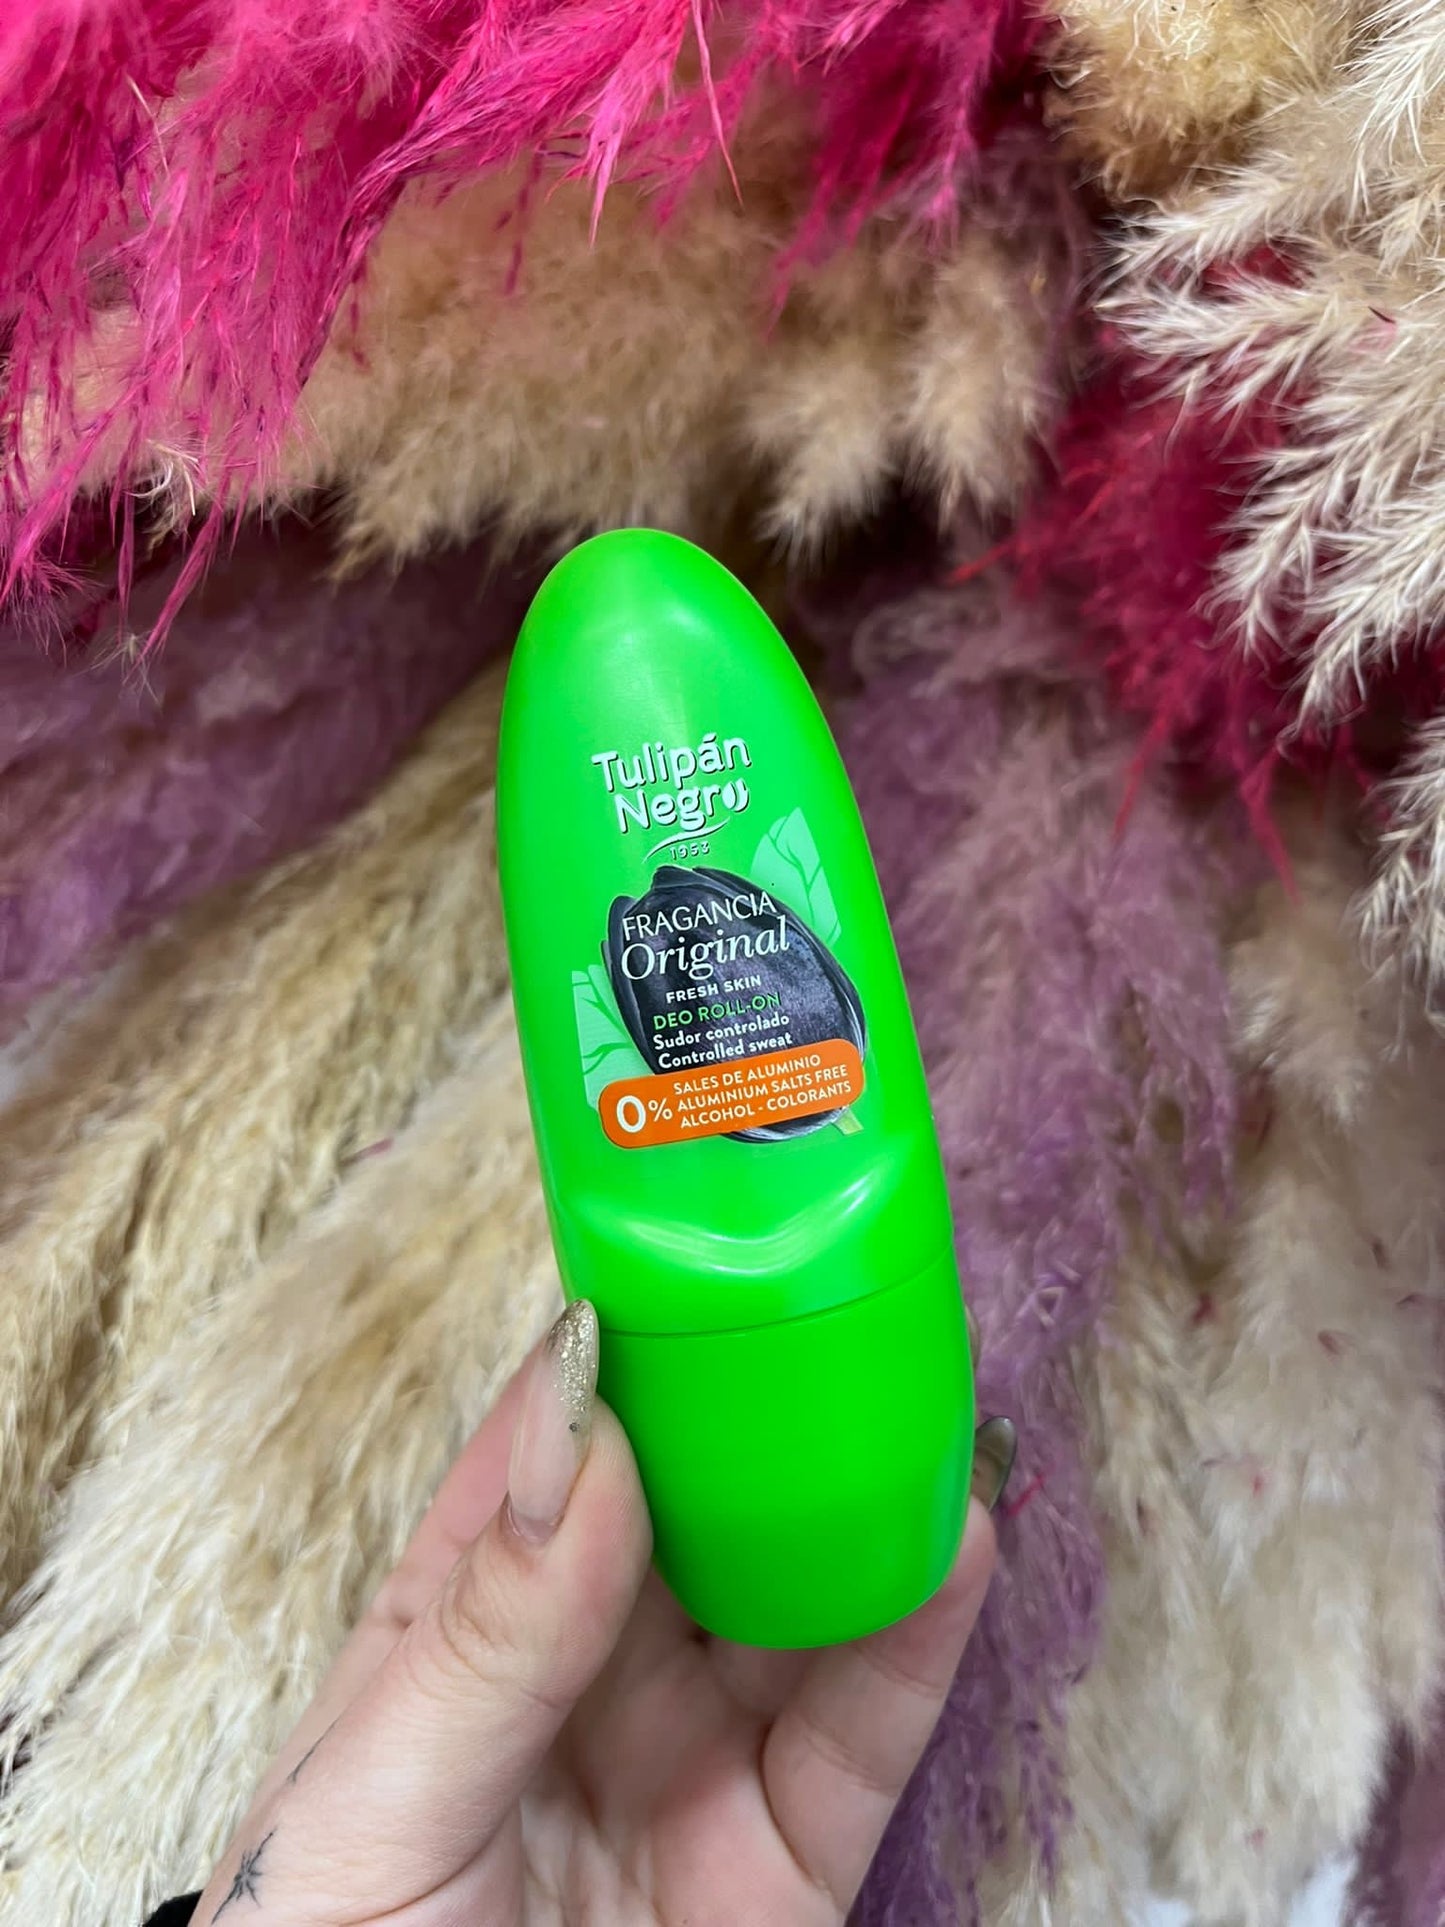 Tulipán
Negro
1953
FRAGANCIA
Original
FRESH SKIN
DEO ROLL-ON
Sudor controlado
Controlled sweat
0%
SALES DE ALUMINIO
ALUMINIUM SALTS FREE
ALCOHOL - COLORANTS